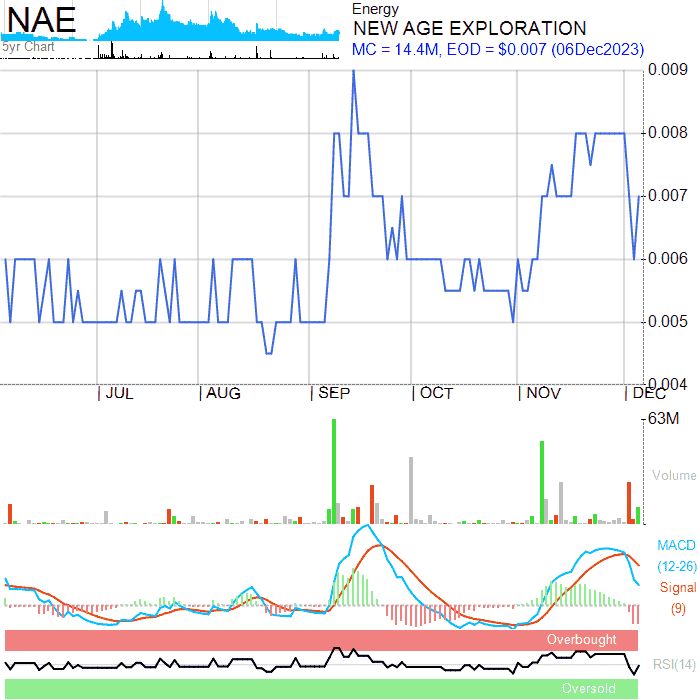 NAE
5yr Chart
Energy
NEW AGE EXPLORATION
MC = 14.4M, EOD = $0.007 (06Dec2023)
0.009
0.008
0.007
0.006
0.005
0.004
JUL AUG SEP OCT NOV DEC
63M
Volume
MACD
(12-26)
Signal
(9)
Overbought
RSI(14)
Oversold